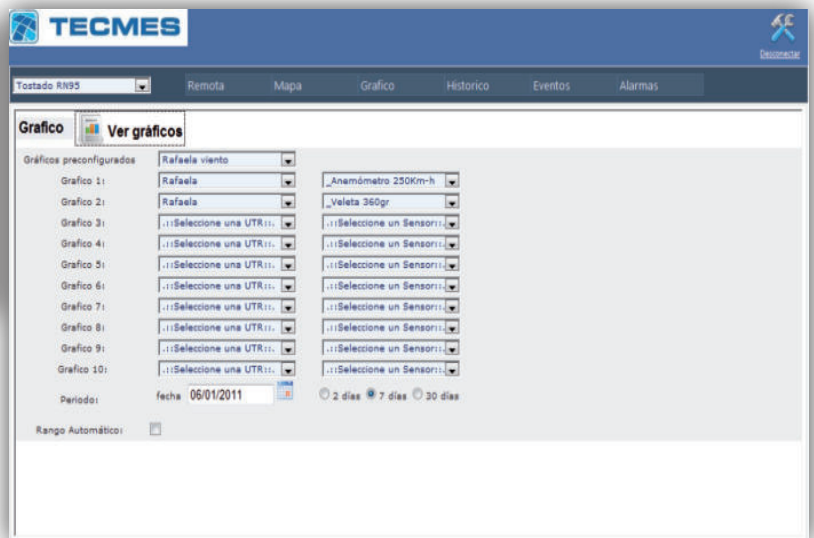 TECMES
Desconectar
Tostado RN95 Remota Mapa Grafico Historico Eventos Alarmas
Grafico Ver gráficos
Gráficos preconfigurados Rafaela viento
Grafico 1: Rafaela _Anemómetro 250Km-h
Grafico 2: Rafaela _Veleta 360gr
Grafico 3: .::Seleccione una UTR::. .::Seleccione un Sensor::.
Grafico 4: .::Seleccione una UTR::. .::Seleccione un Sensor::.
Grafico 5: .::Seleccione una UTR::. .::Seleccione un Sensor::.
Grafico 6: .::Seleccione una UTR::. .::Seleccione un Sensor::.
Grafico 7: .::Seleccione una UTR::. .::Seleccione un Sensor::.
Grafico 8: .::Seleccione una UTR::. .::Seleccione un Sensor::.
Grafico 9: .::Seleccione una UTR::. .::Seleccione un Sensor::.
Grafico 10: .::Seleccione una UTR::. .::Seleccione un Sensor::.
Periodo: fecha 06/01/2011 2 días 7 días 30 días
Rango Automático: